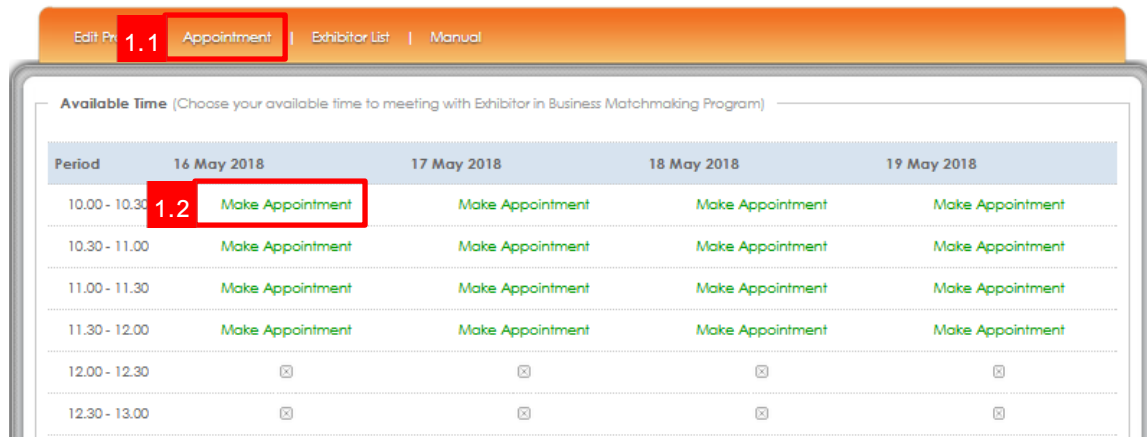 Edit Pr 1.1 Appointment | Exhibitor List | Manual
Available Time (Choose your available time to meeting with Exhibitor in Business Matchmaking Program)
Period 16 May 2018 17 May 2018 18 May 2018 19 May 2018
10.00 - 10.30 1.2 Make Appointment Make Appointment Make Appointment Make Appointment
10.30 - 11.00 Make Appointment Make Appointment Make Appointment Make Appointment
11.00 - 11.30 Make Appointment Make Appointment Make Appointment Make Appointment
11.30 - 12.00 Make Appointment Make Appointment Make Appointment Make Appointment
12.00 - 12.30
12.30 - 13.00